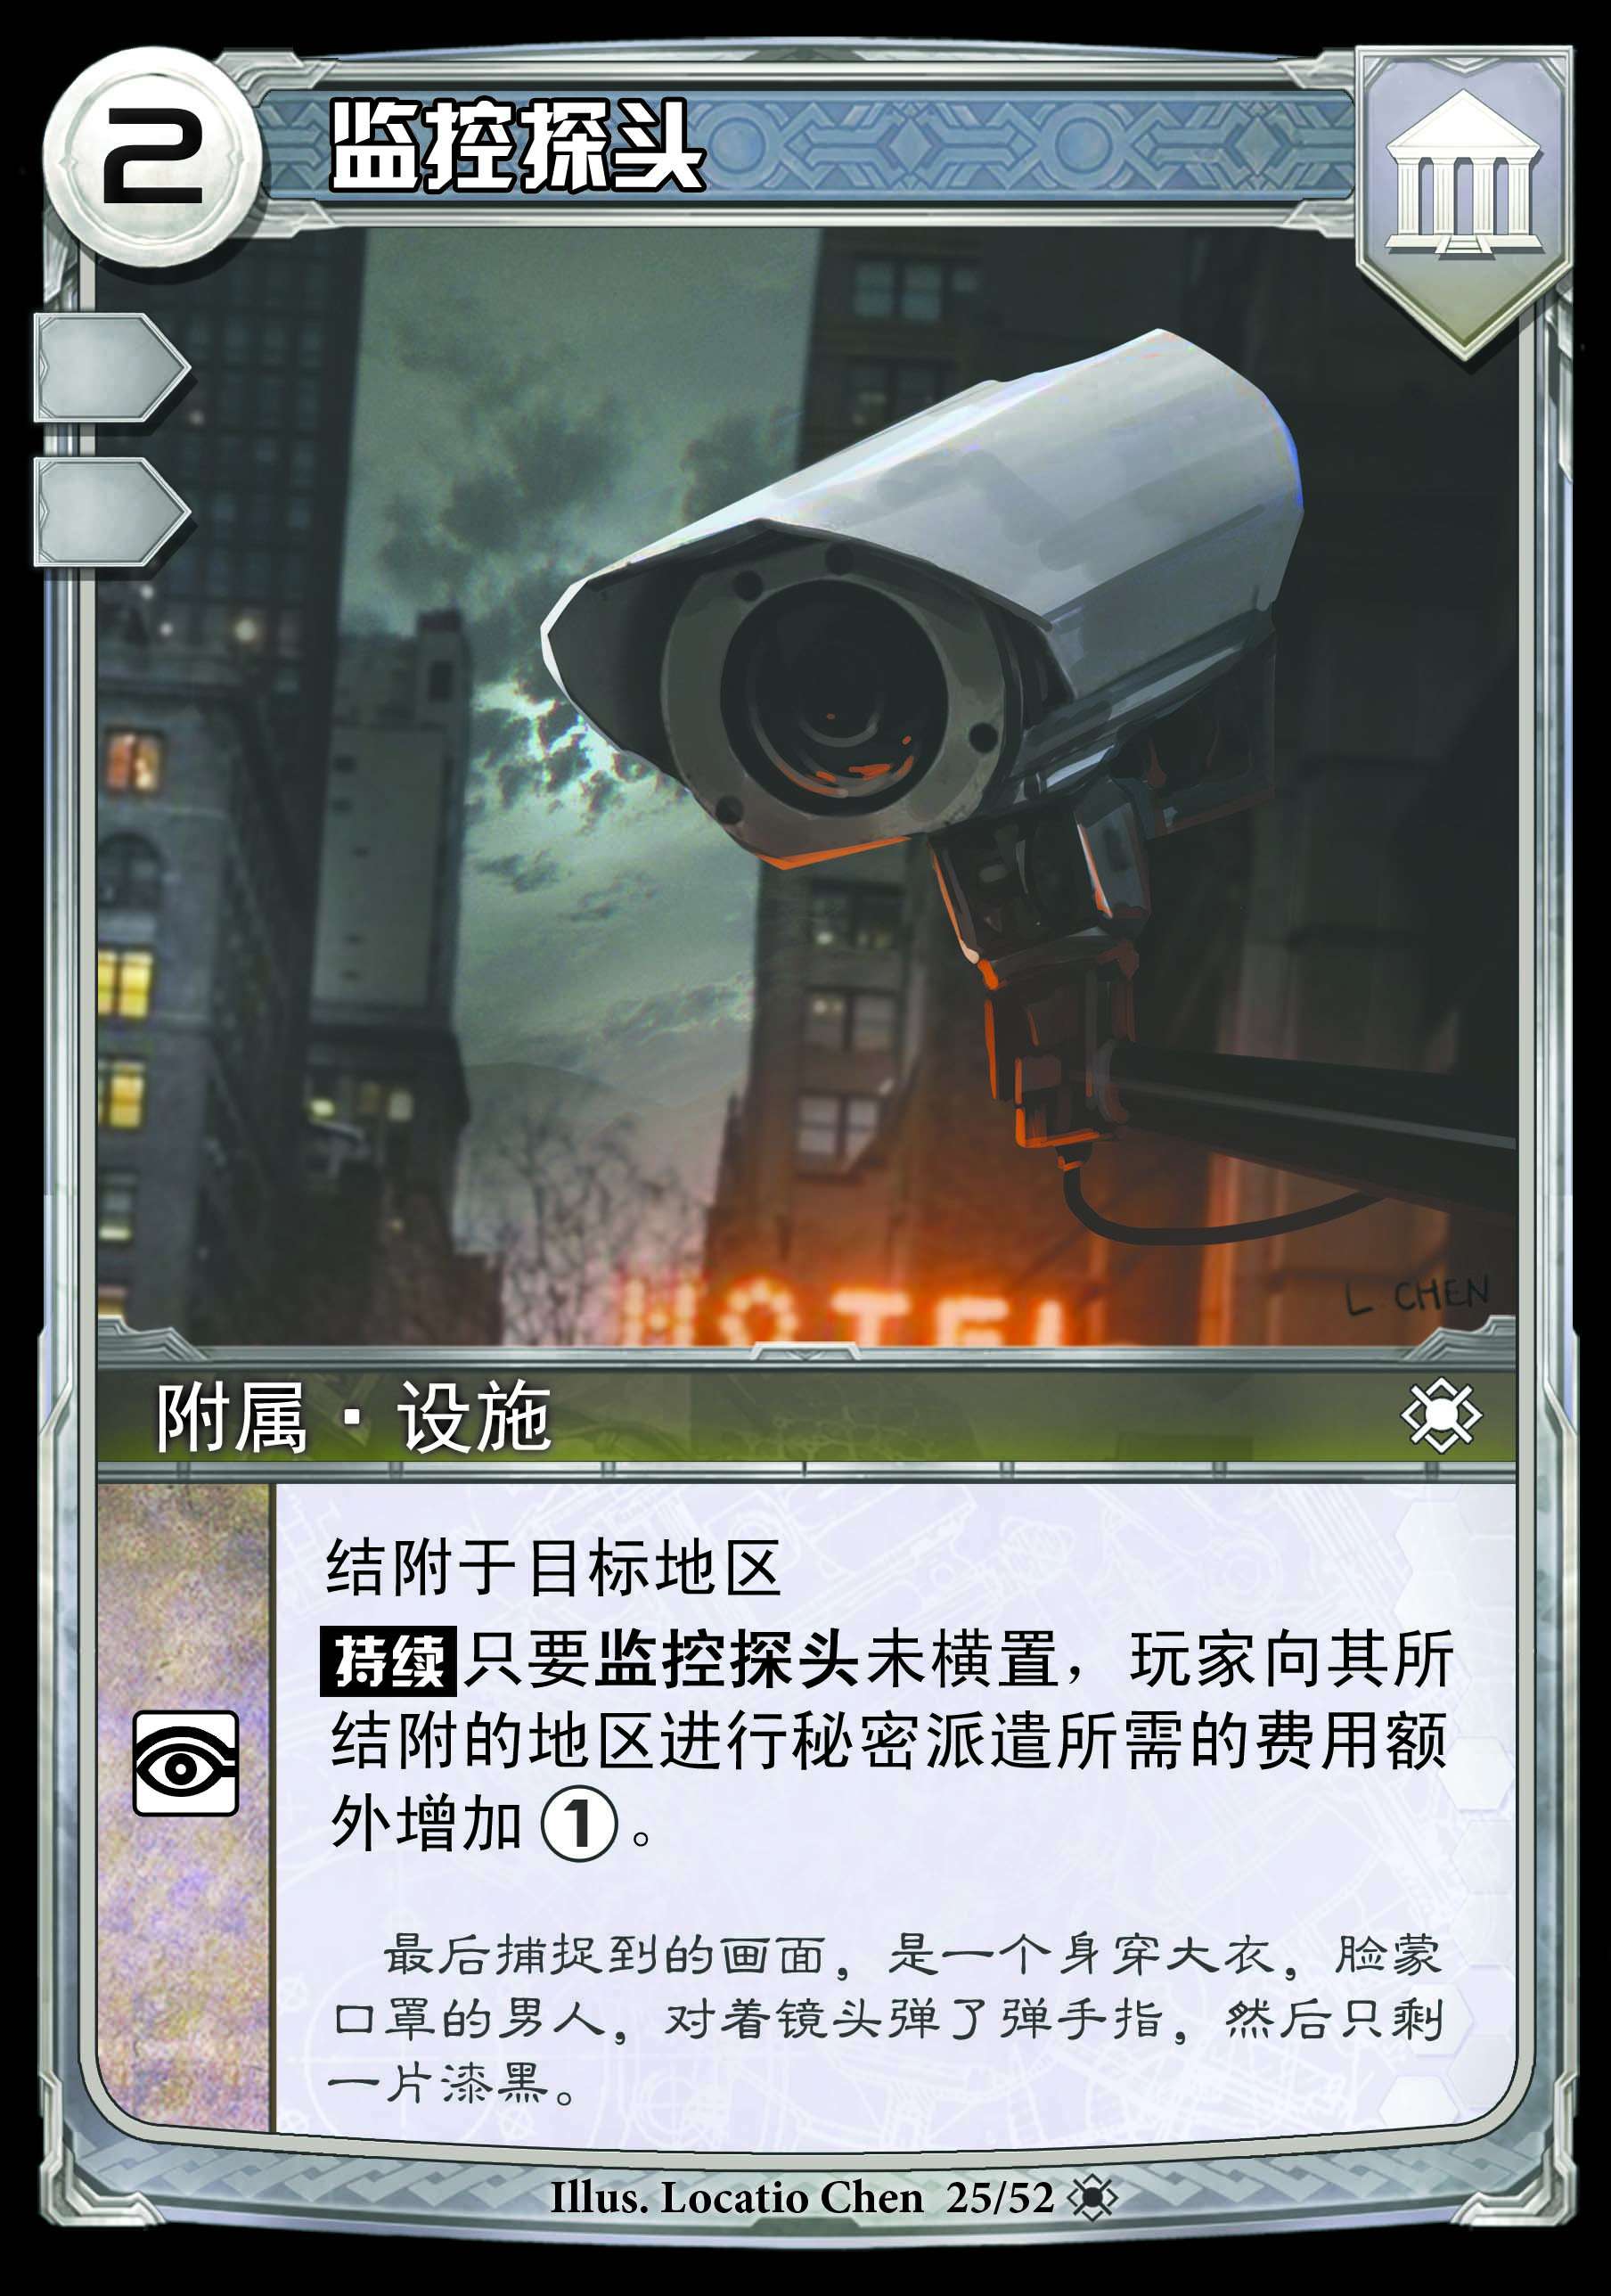 2
监控探头
HOTEL
L CHEN
附属·设施
结附于目标地区
持续 只要监控探头未横置，玩家向其所
结附的地区进行秘密派遣所需的费用额
外增加①。
最后捕捉到的画面，是一个身穿大衣，脸蒙
口罩的男人，对着镜头弹了弹手指，然后只剩
一片漆黑。
Illus. Locatio Chen 25/52